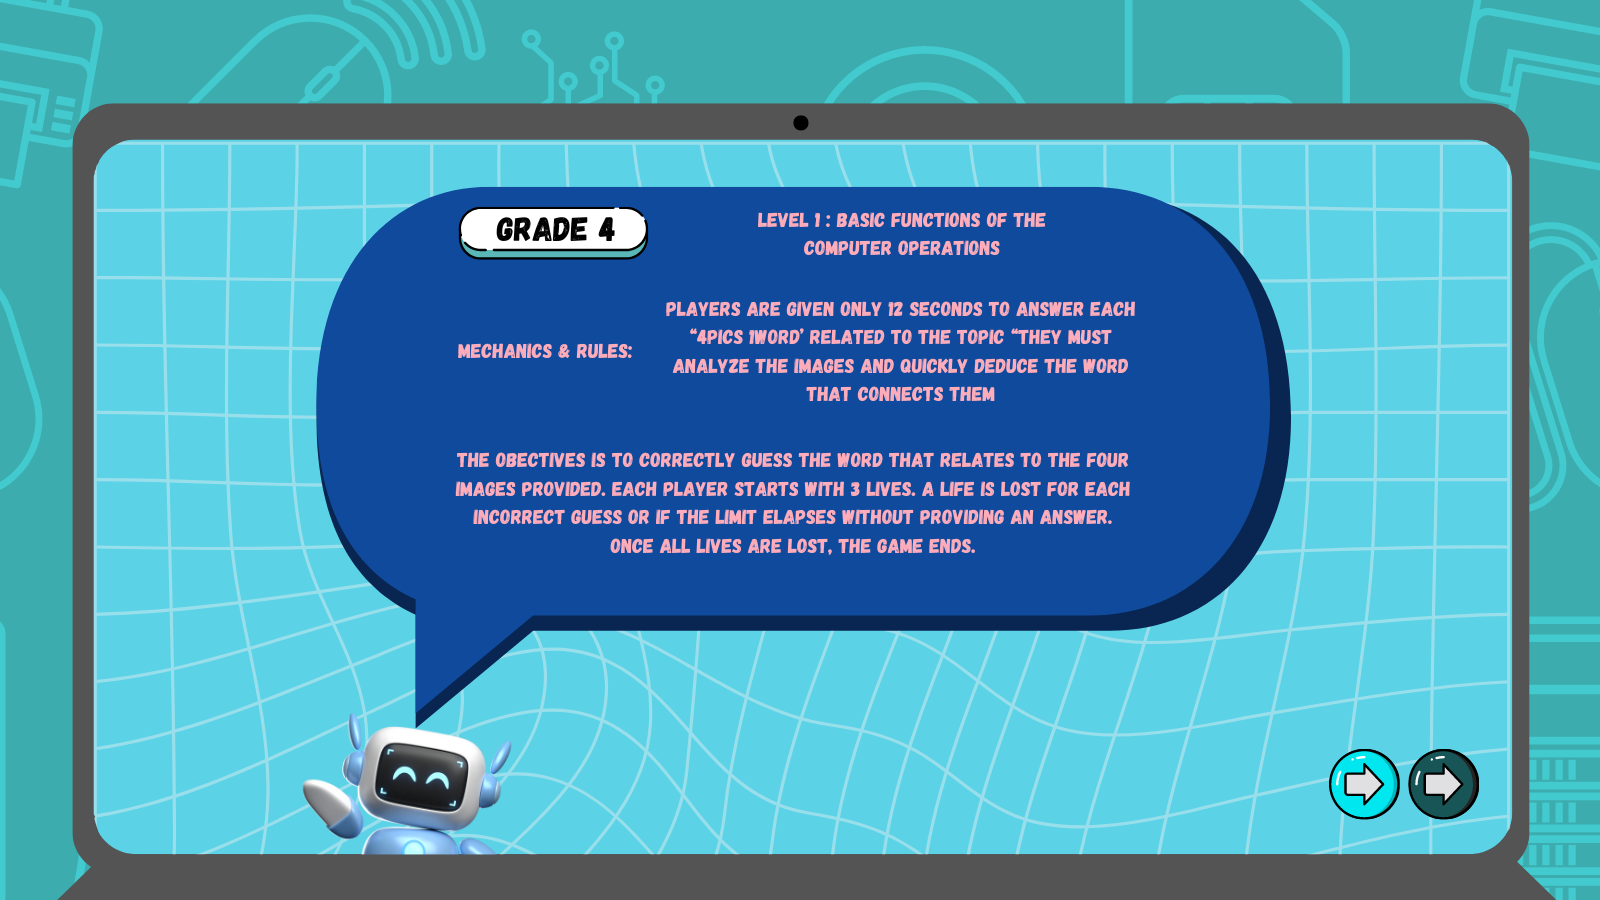 GRADE 4
LEVEL 1 : BASIC FUNCTIONS OF THE
COMPUTER OPERATIONS
MECHANICS & RULES:
PLAYERS ARE GIVEN ONLY 12 SECONDS TO ANSWER EACH
“4PICS 1WORD’ RELATED TO THE TOPIC “THEY MUST
ANALYZE THE IMAGES AND QUICKLY DEDUCE THE WORD
THAT CONNECTS THEM
THE OBECTIVES IS TO CORRECTLY GUESS THE WORD THAT RELATES TO THE FOUR
IMAGES PROVIDED. EACH PLAYER STARTS WITH 3 LIVES. A LIFE IS LOST FOR EACH
INCORRECT GUESS OR IF THE LIMIT ELAPSES WITHOUT PROVIDING AN ANSWER.
ONCE ALL LIVES ARE LOST, THE GAME ENDS.